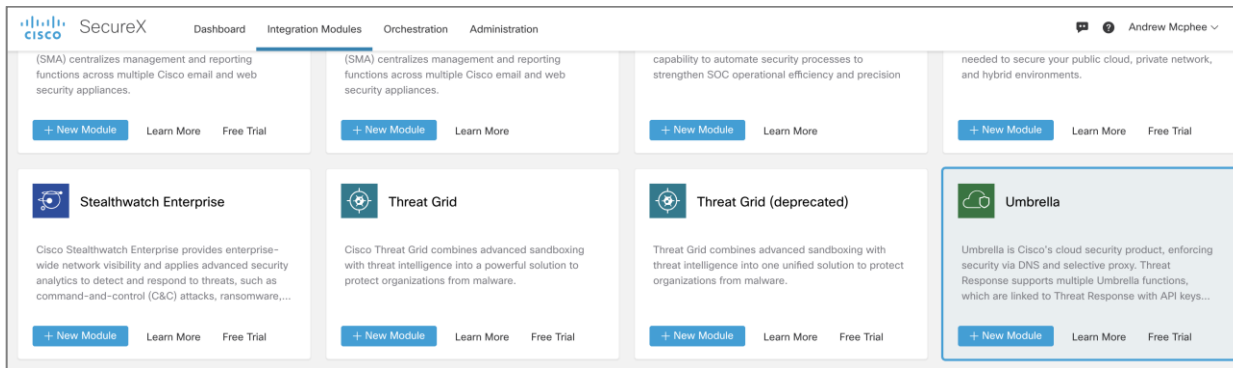 CISCO SecureX Dashboard Integration Modules Orchestration Administration Andrew Mcphee
(SMA) centralizes management and reporting
functions across multiple Cisco email and web
security appliances.
+ New Module Learn More Free Trial
(SMA) centralizes management and reporting
functions across multiple Cisco email and web
security appliances.
+ New Module Learn More
capability to automate security processes to
strengthen SOC operational efficiency and precision
+ New Module Learn More
needed to secure your public cloud, private network,
and hybrid environments.
+ New Module Learn More Free Trial
Stealthwatch Enterprise
Cisco Stealthwatch Enterprise provides enterprise-
wide network visibility and applies advanced security
analytics to detect and respond to threats, such as
command-and-control (C&C) attacks, ransomware,...
+ New Module Learn More Free Trial
Threat Grid
Cisco Threat Grid combines advanced sandboxing
with threat intelligence into a powerful solution to
protect organizations from malware.
+ New Module Learn More Free Trial
Threat Grid (deprecated)
Threat Grid combines advanced sandboxing with
threat intelligence into one unified solution to protect
organizations from malware.
+ New Module Learn More Free Trial
Umbrella
Umbrella is Cisco's cloud security product, enforcing
security via DNS and selective proxy. Threat
Response supports multiple Umbrella functions,
which are linked to Threat Response with API keys...
+ New Module Learn More Free Trial